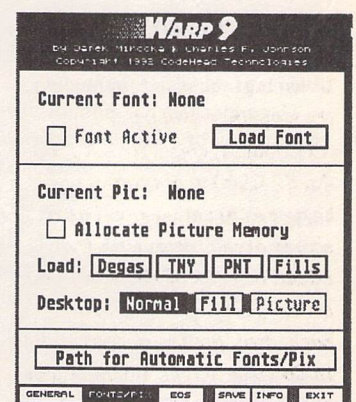 WARP 9
by Darek Mihocka & Charles F. Johnson
Copyright 1992 CodeHead Technologies
Current Font: None
Font Active Load Font
Current Pic: None
Allocate Picture Memory
Load: Degas TNY PNT Fills
Desktop: Normal Fill Picture
Path for Automatic Fonts/Pix
GENERAL FONTS/PIX EOS SAVE INFO EXIT